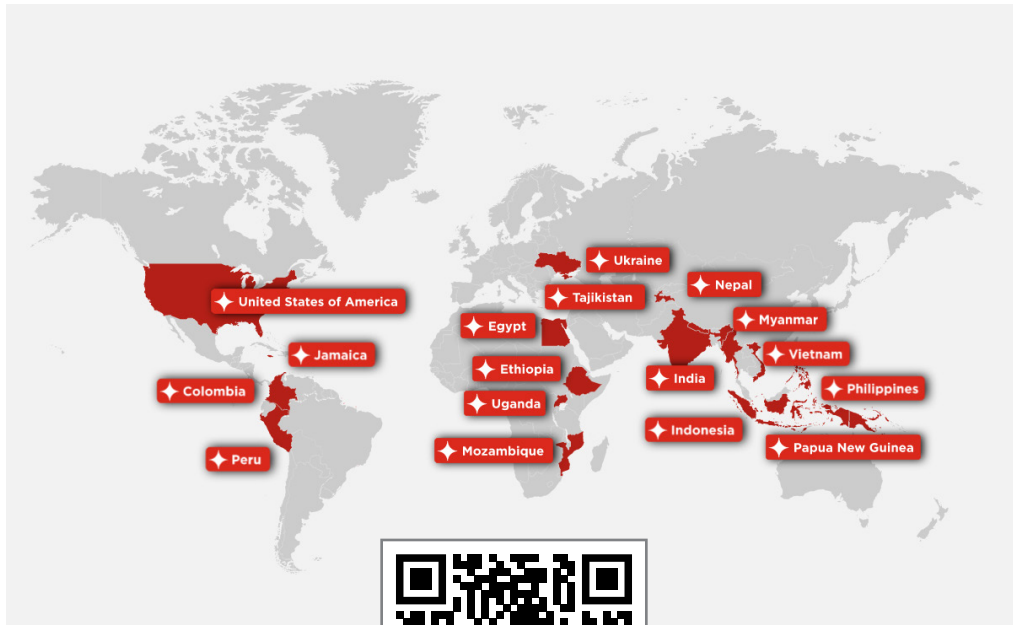 Ukraine
Nepal
Tajikistan
United States of America
Myanmar
Egypt
Jamaica
Vietnam
Ethiopia
India
Colombia
Philippines
Uganda
Indonesia
Papua New Guinea
Mozambique
Peru